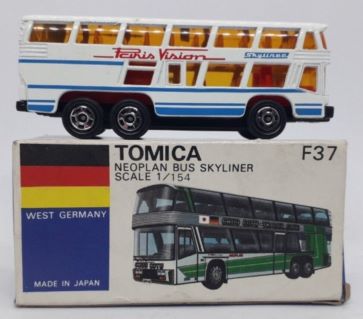 Paris Vision
Skyliner
TOMICA
F37
NEOPLAN BUS SKYLINER
SCALE 1/154
WEST GERMANY
MADE IN JAPAN